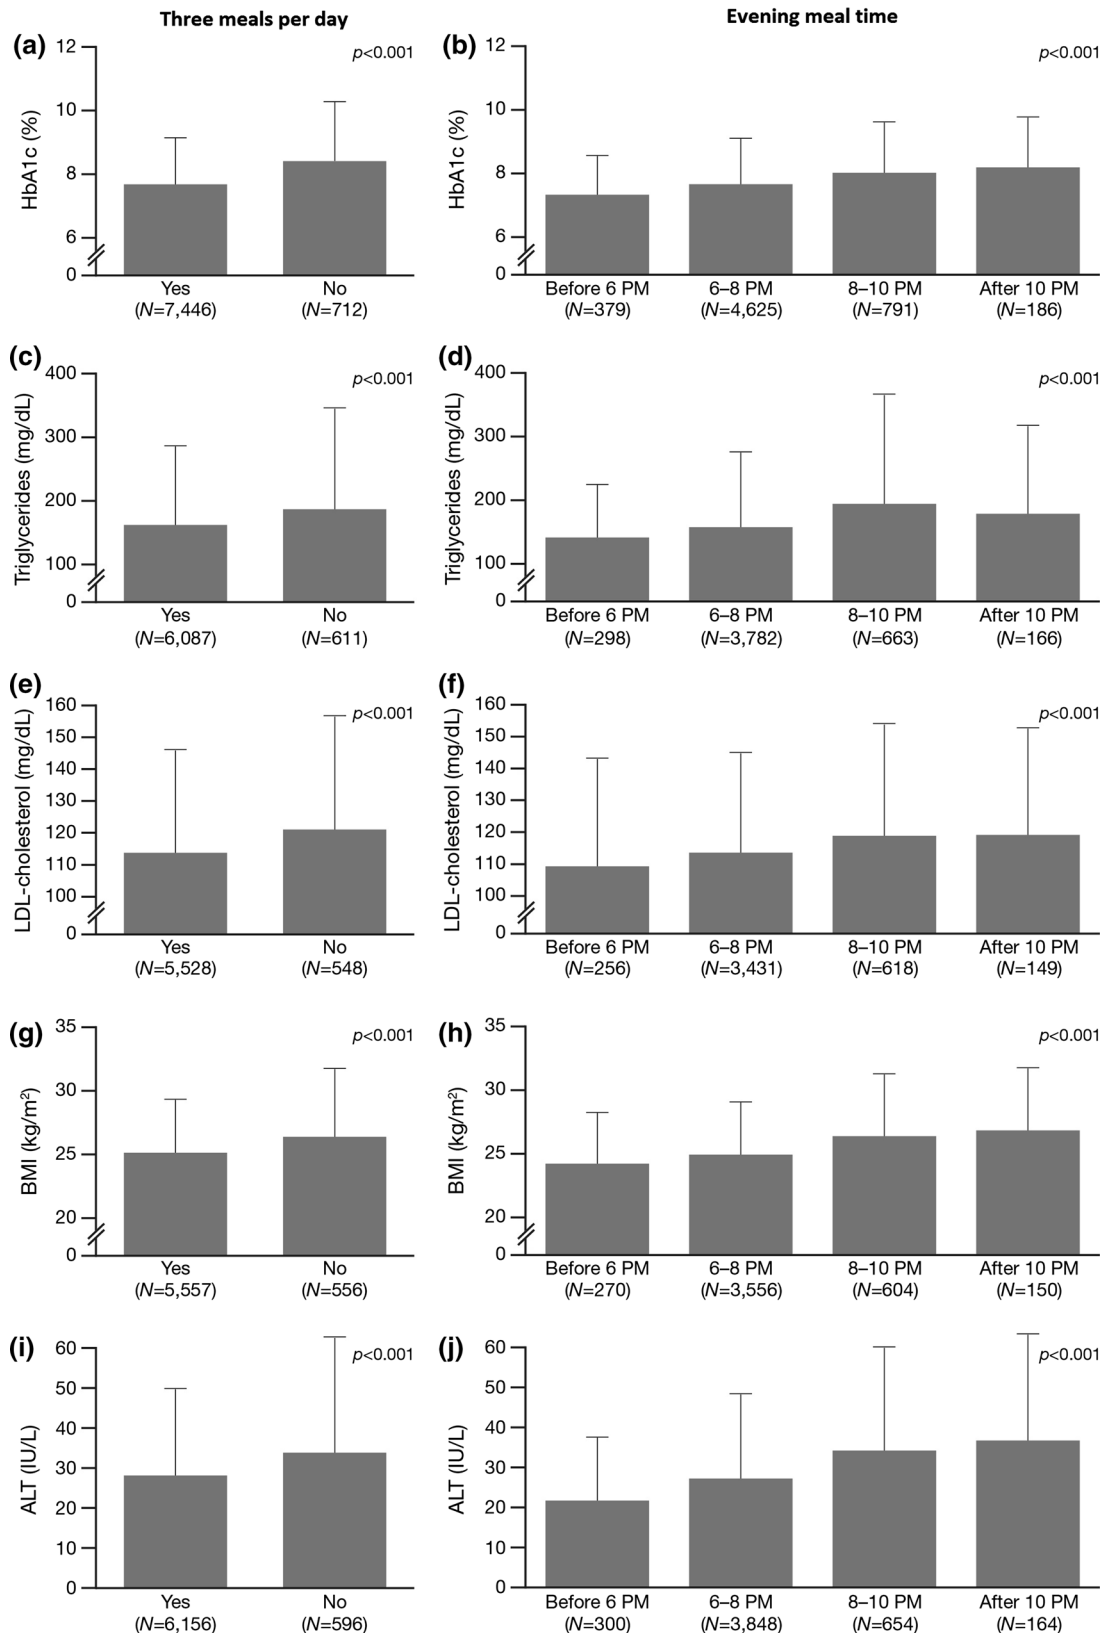 Three meals per day
Evening meal time
(a)
p<0.001
HbA1c (%)
12
10
8
6
0
Yes No
(N=7,446) (N=712)
(b)
p<0.001
HbA1c (%)
12
10
8
6
0
Before 6 PM 6–8 PM 8–10 PM After 10 PM
(N=379) (N=4,625) (N=791) (N=186)
(c)
p<0.001
Triglycerides (mg/dL)
400
300
200
100
0
Yes No
(N=6,087) (N=611)
(d)
p<0.001
Triglycerides (mg/dL)
400
300
200
100
0
Before 6 PM 6–8 PM 8–10 PM After 10 PM
(N=298) (N=3,782) (N=663) (N=166)
(e)
p<0.001
LDL-cholesterol (mg/dL)
160
150
140
130
120
110
100
0
Yes No
(N=5,528) (N=548)
(f)
p<0.001
LDL-cholesterol (mg/dL)
160
150
140
130
120
110
100
0
Before 6 PM 6–8 PM 8–10 PM After 10 PM
(N=256) (N=3,431) (N=618) (N=149)
(g)
p<0.001
BMI (kg/m²)
35
30
25
20
0
Yes No
(N=5,557) (N=556)
(h)
p<0.001
BMI (kg/m²)
35
30
25
20
0
Before 6 PM 6–8 PM 8–10 PM After 10 PM
(N=270) (N=3,556) (N=604) (N=150)
(i)
p<0.001
ALT (IU/L)
60
50
40
30
20
10
0
Yes No
(N=6,156) (N=596)
(j)
p<0.001
ALT (IU/L)
60
50
40
30
20
10
0
Before 6 PM 6–8 PM 8–10 PM After 10 PM
(N=300) (N=3,848) (N=654) (N=164)